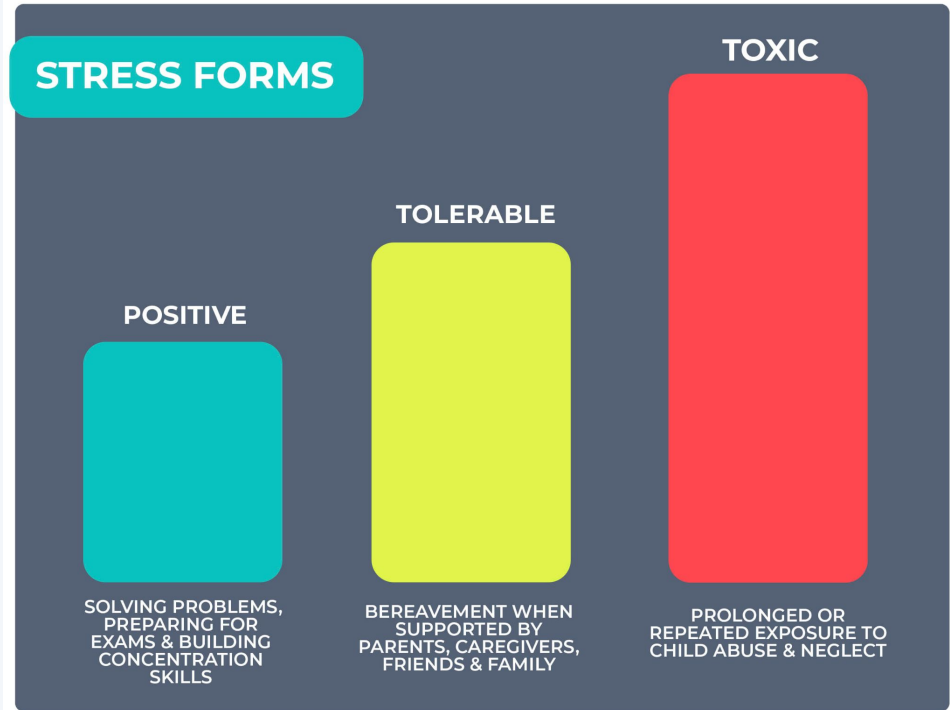 STRESS FORMS
TOXIC
TOLERABLE
POSITIVE
SOLVING PROBLEMS,
PREPARING FOR
EXAMS & BUILDING
CONCENTRATION
SKILLS
BEREAVEMENT WHEN
SUPPORTED BY
PARENTS, CAREGIVERS,
FRIENDS & FAMILY
PROLONGED OR
REPEATED EXPOSURE TO
CHILD ABUSE & NEGLECT